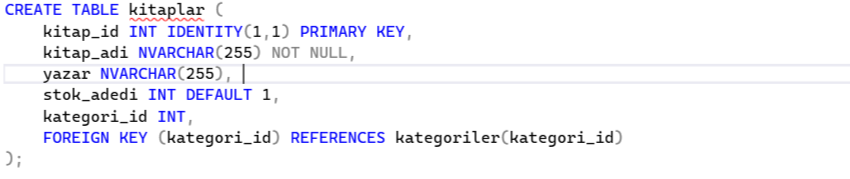 CREATE TABLE kitaplar (
    kitap_id INT IDENTITY(1,1) PRIMARY KEY,
    kitap_adi NVARCHAR(255) NOT NULL,
    yazar NVARCHAR(255),
    stok_adedi INT DEFAULT 1,
    kategori_id INT,
    FOREIGN KEY (kategori_id) REFERENCES kategoriler(kategori_id)
);